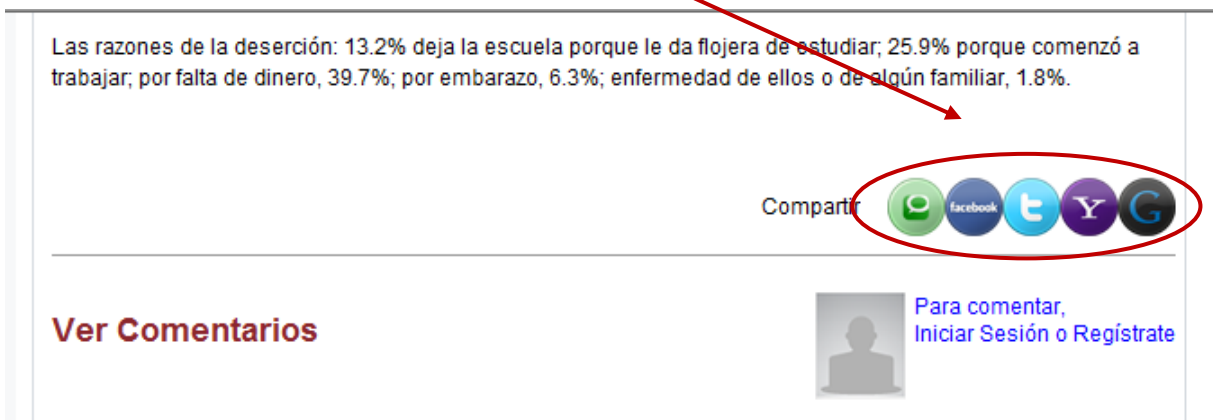 Las razones de la deserción: 13.2% deja la escuela porque le da flojera de estudiar; 25.9% porque comenzó a
trabajar; por falta de dinero, 39.7%; por embarazo, 6.3%; enfermedad de ellos o de algún familiar, 1.8%.
Compartir
facebook
t
Y
G
Ver Comentarios
Para comentar,
Iniciar Sesión o Regístrate